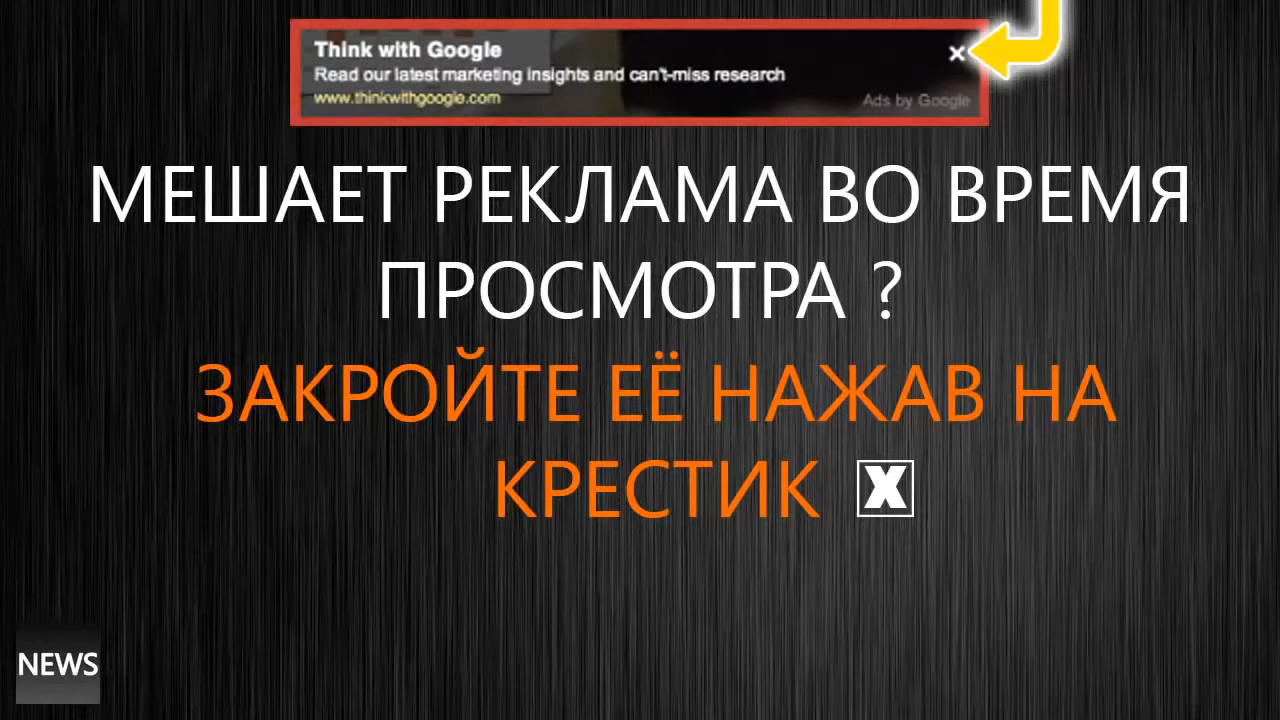 Think with Google
Read our latest marketing insights and can't-miss research
www.thinkwithgoogle.com
Ads by Google
МЕШАЕТ РЕКЛАМА ВО ВРЕМЯ
ПРОСМОТРА ?
ЗАКРОЙТЕ ЕЁ НАЖАВ НА
КРЕСТИК X
NEWS